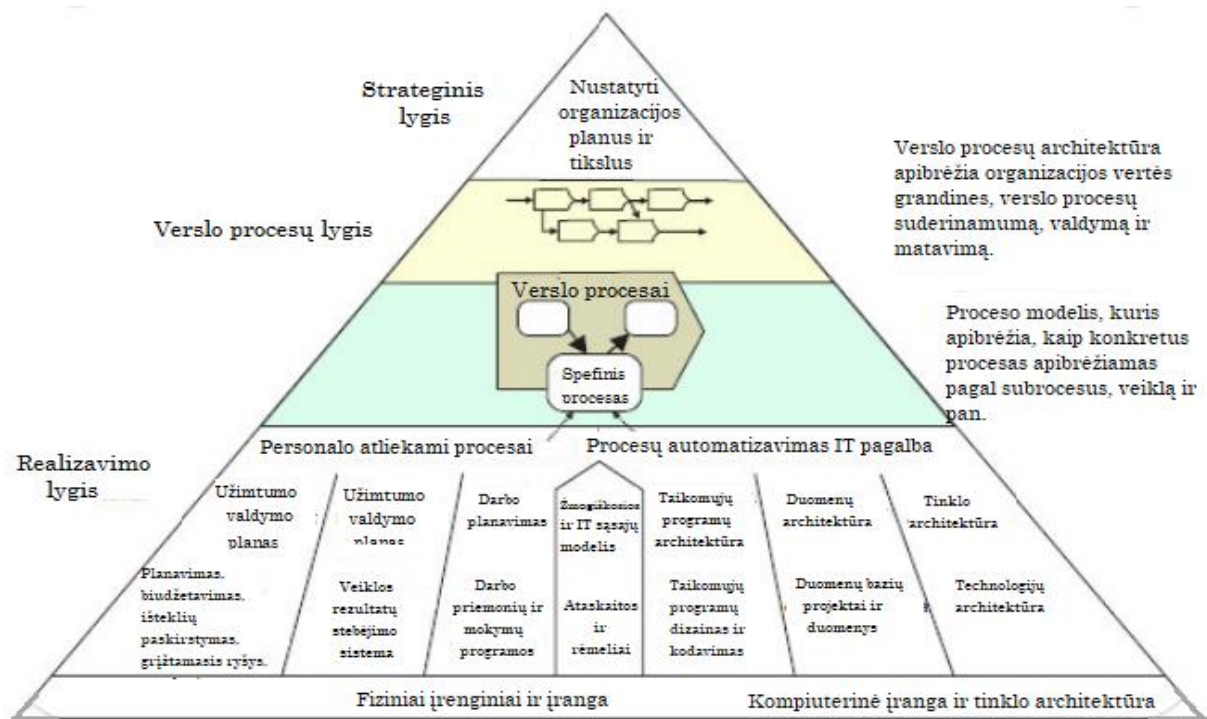 Strateginis
lygis
Nustatyti
organizacijos
planus ir
tikslus
Verslo procesų architektūra
apibrėžia organizacijos vertės
grandines, verslo procesų
suderinamumą, valdymą ir
matavimą.
Verslo procesų lygis
Verslo procesai
Spefinis
procesas
Proceso modelis, kuris
apibrėžia, kaip konkretus
procesas apibrėžiamas
pagal subrocesus, veiklą ir
pan.
Realizavimo
lygis
Personalo atliekami procesai
Procesų automatizavimas IT pagalba
Užimtumo
valdymo
planas
Užimtumo
valdymo
planas
Darbo
planavimas
Žmogiškosios
ir IT sąsajų
modelis
Taikomųjų
programų
architektūra
Duomenų
architektūra
Tinklo
architektūra
Planavimas,
biudžetavimas,
išteklių
paskirstymas,
grįžtamasis ryšys,
Veiklos
rezultatų
stebėjimo
sistema
Darbo
priemonių ir
mokymų
programos
Ataskaitos
ir
rėmeliai
Taikomųjų
programų
dizainas ir
kodavimas
Duomenų bazių
projektai ir
duomenys
Technologijų
architektūra
Fiziniai įrenginiai ir įranga
Kompiuterinė įranga ir tinklo architektūra